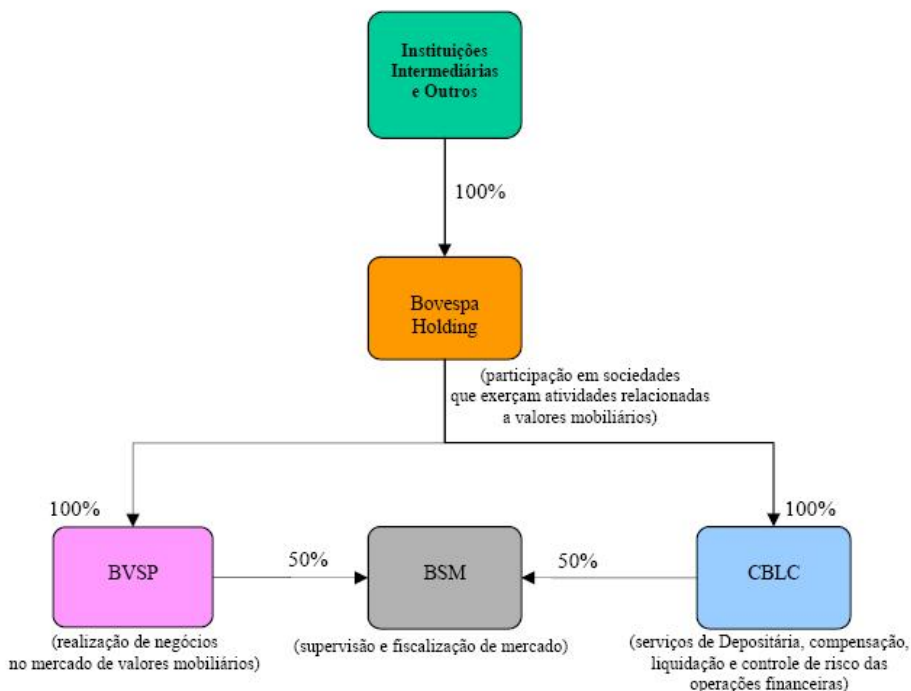 Instituições
Intermediárias
e Outros
100%
Bovespa
Holding
(participação em sociedades
que exerçam atividades relacionadas
a valores mobiliários)
100%
100%
BVSP
50%
BSM
50%
CBLC
(realização de negócios
no mercado de valores mobiliários)
(supervisão e fiscalização de mercado)
(serviços de Depositária, compensação,
liquidação e controle de risco das
operações financeiras)